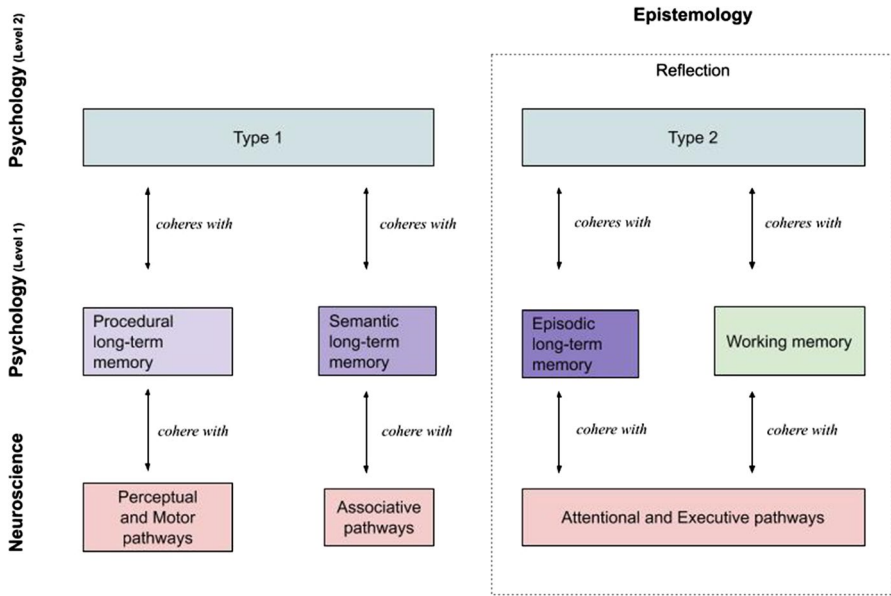 Epistemology
Reflection
Psychology (Level 2)
Type 1
Type 2
coheres with
coheres with
coheres with
coheres with
Psychology (Level 1)
Procedural
long-term
memory
Semantic
long-term
memory
Episodic
long-term
memory
Working memory
cohere with
cohere with
cohere with
cohere with
Neuroscience
Perceptual
and Motor
pathways
Associative
pathways
Attentional and Executive pathways